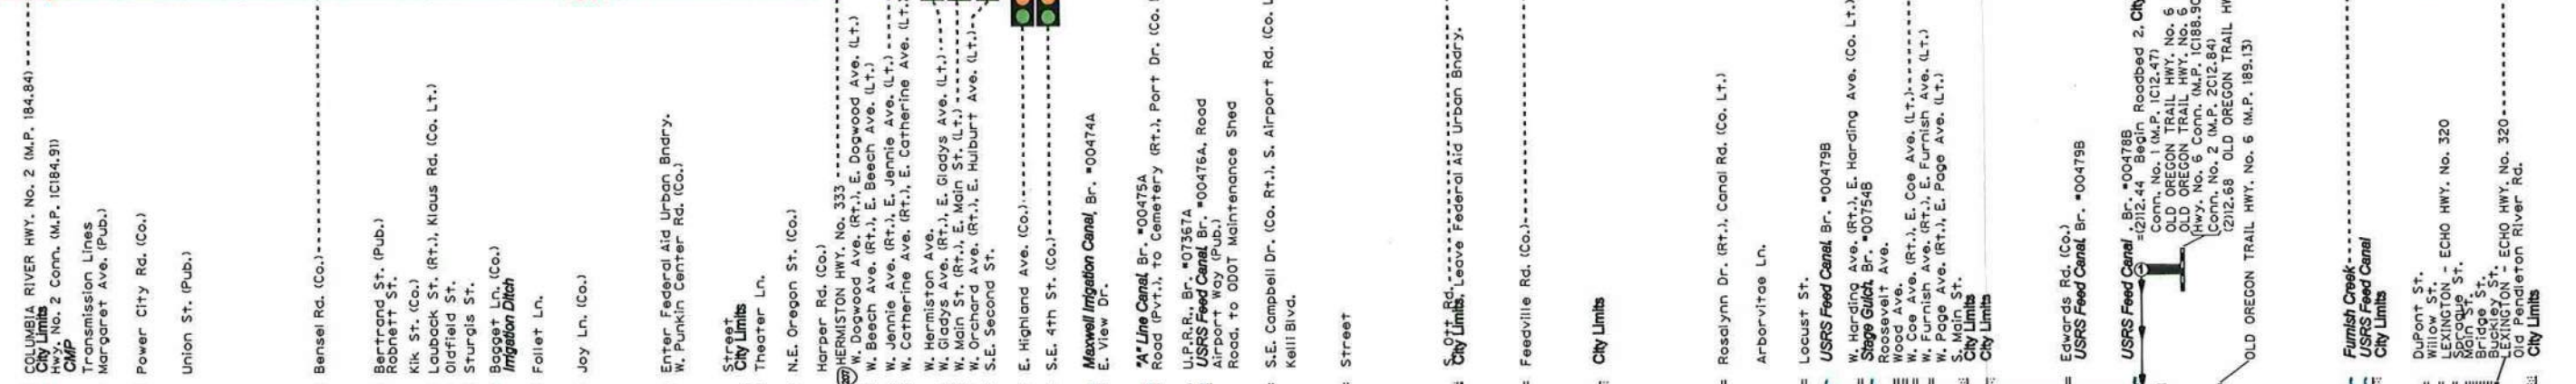 COLUMBIA RIVER HWY. No. 2 (M.P. 184.84)
City Limits
Hwy. No. 2 Conn. (M.P. 1C184.91)
CMP
Transmission Lines
Margaret Ave. (Pub.)
Power City Rd. (Co.)
Union St. (Pub.)
Bensel Rd. (Co.)
Bertrand St. (Pub.)
Robnett St.
Kik St. (Co.)
Lauback St. (Rt.), Klaus Rd. (Co. Lt.)
Oldfield St.
Sturgis St.
Bagget Ln. (Co.)
Irrigation Ditch
Follet Ln.
Joy Ln. (Co.)
Enter Federal Aid Urban Bndry.
W. Punkin Center Rd. (Co.)
Street
City Limits
Theater Ln.
N.E. Oregon St. (Co.)
Harper Rd. (Co.)
207
HERMISTON HWY. No. 333
W. Dogwood Ave. (Rt.), E. Dogwood Ave. (Lt.)
W. Beech Ave. (Rt.), E. Beech Ave. (Lt.)
W. Jennie Ave. (Rt.), E. Jennie Ave. (Lt.)
W. Catherine Ave. (Rt.), E. Catherine Ave. (Lt.)
W. Hermiston Ave.
W. Gladys Ave. (Rt.), E. Gladys Ave. (Lt.)
W. Main St. (Rt.), E. Main St. (Lt.)
W. Orchard Ave. (Rt.), E. Hulburt Ave. (Lt.)
S.E. Second St.
E. Highland Ave. (Co.)
S.E. 4th St. (Co.)
Maxwell Irrigation Canal, Br. #00474A
E. View Dr.
"A" Line Canal, Br. #00475A
Road (Pvt.), to Cemetery (Rt.), Port Dr. (Co.
U.P.R.R., Br. #07367A
USRS Feed Canal, Br. #00476A, Road
Airport Way (Pub.)
Road, to ODOT Maintenance Shed
S.E. Campbell Dr. (Co. Rt.), S. Airport Rd. (Co.
Kelli Blvd.
Street
S. Ott Rd.
City Limits, Leave Federal Aid Urban Bndry.
Feedville Rd. (Co.)
City Limits
Rosalynn Dr. (Rt.), Canal Rd. (Co. Lt.)
Arborvitae Ln.
Locust St.
USRS Feed Canal, Br. #00479B
W. Harding Ave. (Rt.), E. Harding Ave. (Co. Lt.)
Stage Gulch, Br. #00754B
Roosevelt Ave.
Wood Ave.
W. Coe Ave. (Rt.), E. Coe Ave. (Lt.)
W. Furnish Ave. (Rt.), E. Furnish Ave. (Lt.)
W. Page Ave. (Rt.), E. Page Ave. (Lt.)
S. Main St.
City Limits
City Limits
Edwards Rd. (Co.)
USRS Feed Canal, Br. #00479B
USRS Feed Canal, Br. #00478B
1
=(2)12.44 Begin Roadbed 2, City
Conn. No. 1 (M.P. 1C12.47)
OLD OREGON TRAIL HWY. No. 6
OLD OREGON TRAIL HWY. No. 6
(Hwy. No. 6 Conn. (M.P. 1C188.90
Conn. No. 2 (M.P. 2C12.84)
(2)12.68 OLD OREGON TRAIL
OLD OREGON TRAIL HWY. No. 6 (M.P. 189.13)
Furnish Creek
USRS Feed Canal
City Limits
DuPont St.
Willow St.
LEXINGTON - ECHO HWY. No. 320
Sprague St.
Main St.
Bridge St.
Buckley St.
LEXINGTON - ECHO HWY. No. 320
Old Pendleton River Rd.
City Limits